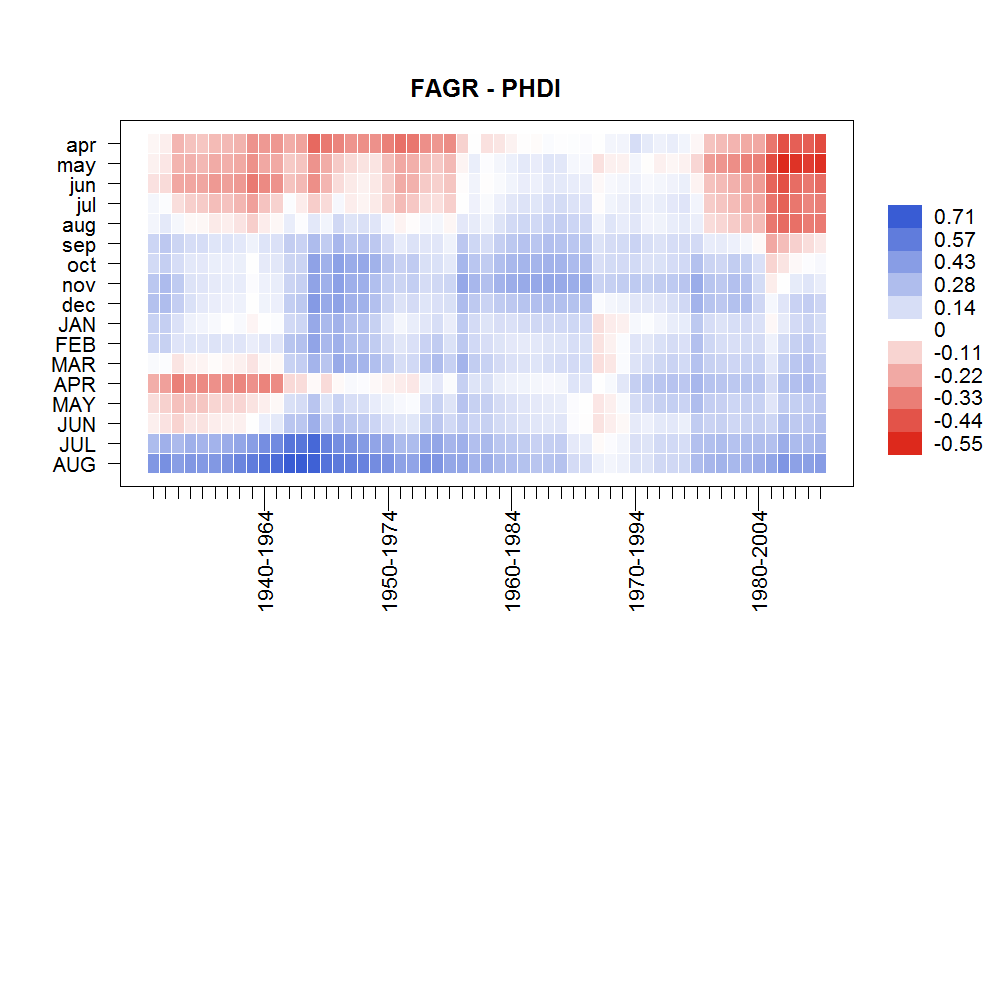 FAGR - PHDI
apr
may
jun
jul
aug
sep
oct
nov
dec
JAN
FEB
MAR
APR
MAY
JUN
JUL
AUG
0.71
0.57
0.43
0.28
0.14
0
-0.11
-0.22
-0.33
-0.44
-0.55
1940-1964
1950-1974
1960-1984
1970-1994
1980-2004